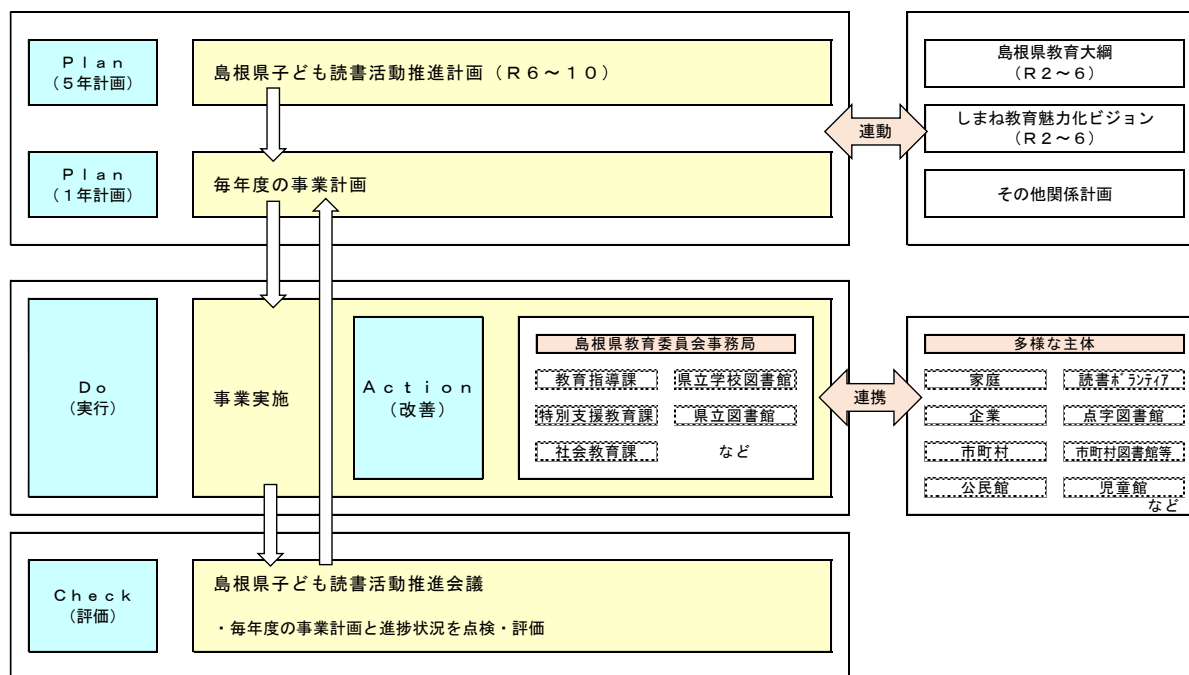 Ｐｌａｎ
（５年計画）
島根県子ども読書活動推進計画（Ｒ６～１０）
Ｐｌａｎ
（１年計画）
毎年度の事業計画
連動
島根県教育大綱
（Ｒ２～６）
しまね教育魅力化ビジョン
（Ｒ２～６）
その他関係計画
Ｄｏ
（実行）
事業実施
Ａｃｔｉｏｎ
（改善）
島根県教育委員会事務局
教育指導課
県立学校図書館
特別支援教育課
県立図書館
社会教育課
など
連携
多様な主体
家庭
読書ﾎﾞﾗﾝﾃｨｱ
企業
点字図書館
市町村
市町村図書館等
公民館
児童館
など
Ｃｈｅｃｋ
（評価）
島根県子ども読書活動推進会議
・毎年度の事業計画と進捗状況を点検・評価